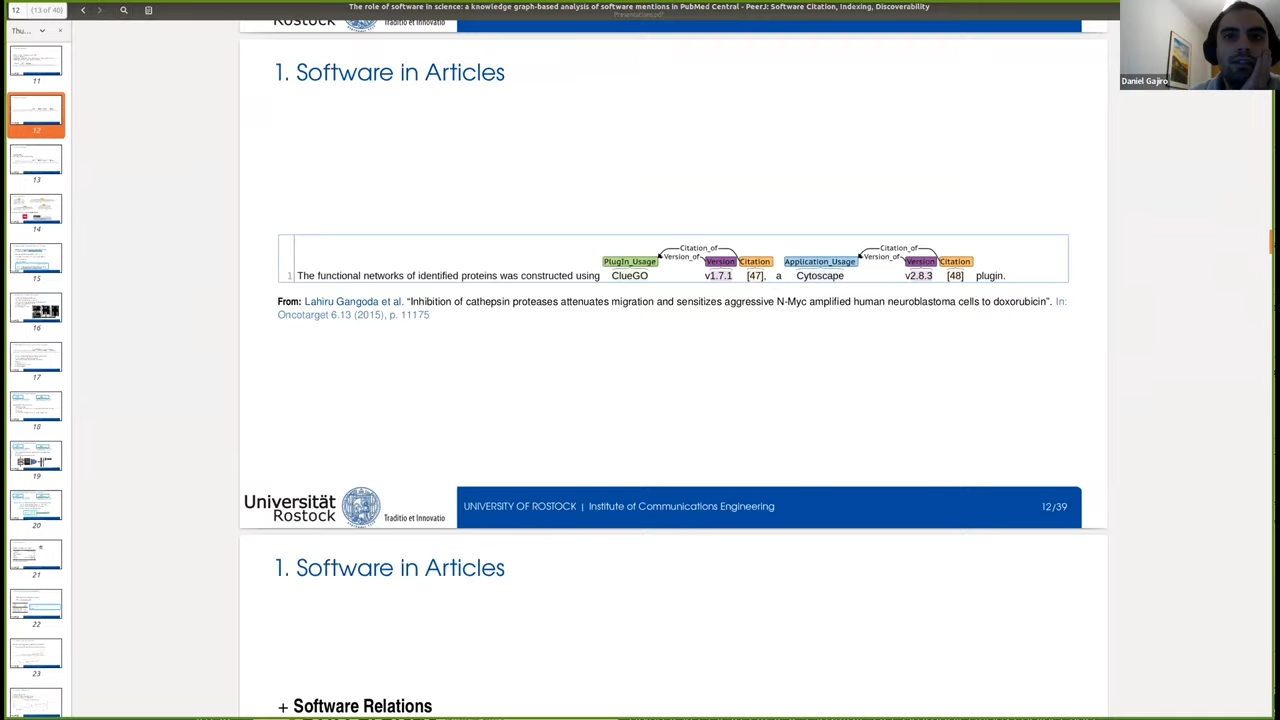 12
(13 of 40)
The role of software in science: a knowledge graph-based analysis of software mentions in PubMed Central - PeerJ: Software Citation, Indexing, Discoverability
Presentations.pdf
Thu...
11
12
13
14
15
16
17
18
19
20
21
22
23
Rostock
Traditio et Innovatio
1. Software in Articles
Citation_of Citation_of
PlugIn_Usage Version_of Version Citation Application_Usage Version_of Version Citation
1 The functional networks of identified proteins was constructed using ClueGO v1.7.1 [47], a Cytoscape v2.8.3 [48] plugin.
From: Lahiru Gangoda et al. “Inhibition of cathepsin proteases attenuates migration and sensitizes aggressive N-Myc amplified human neuroblastoma cells to doxorubicin”. In:
Oncotarget 6.13 (2015), p. 11175
Universität
Rostock
Traditio et Innovatio
UNIVERSITY OF ROSTOCK | Institute of Communications Engineering
12/39
1. Software in Articles
+ Software Relations
Daniel Gajiro